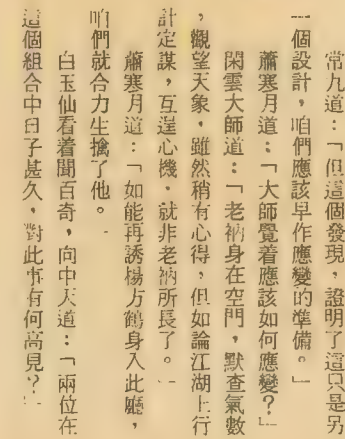 常九道：「但這個發現，證明了這只是另
一個設計，咱們應該早作應變的準備。」
蕭寒月道：「大師覺着應該如何應變？」
閑雲大師道：「老衲身在空門，默查氣數
，觀望天象，雖然稍有心得，但如論江湖上行
計定謀，互逞心機，就非老衲所長了。」
蕭寒月道：「如能再誘楊方鶴身入此廳，
咱們就合力生擒了他。」
白玉仙看着聞百奇，向中天道：「兩位在
這個組合中日子甚久，對此事有何高見？」